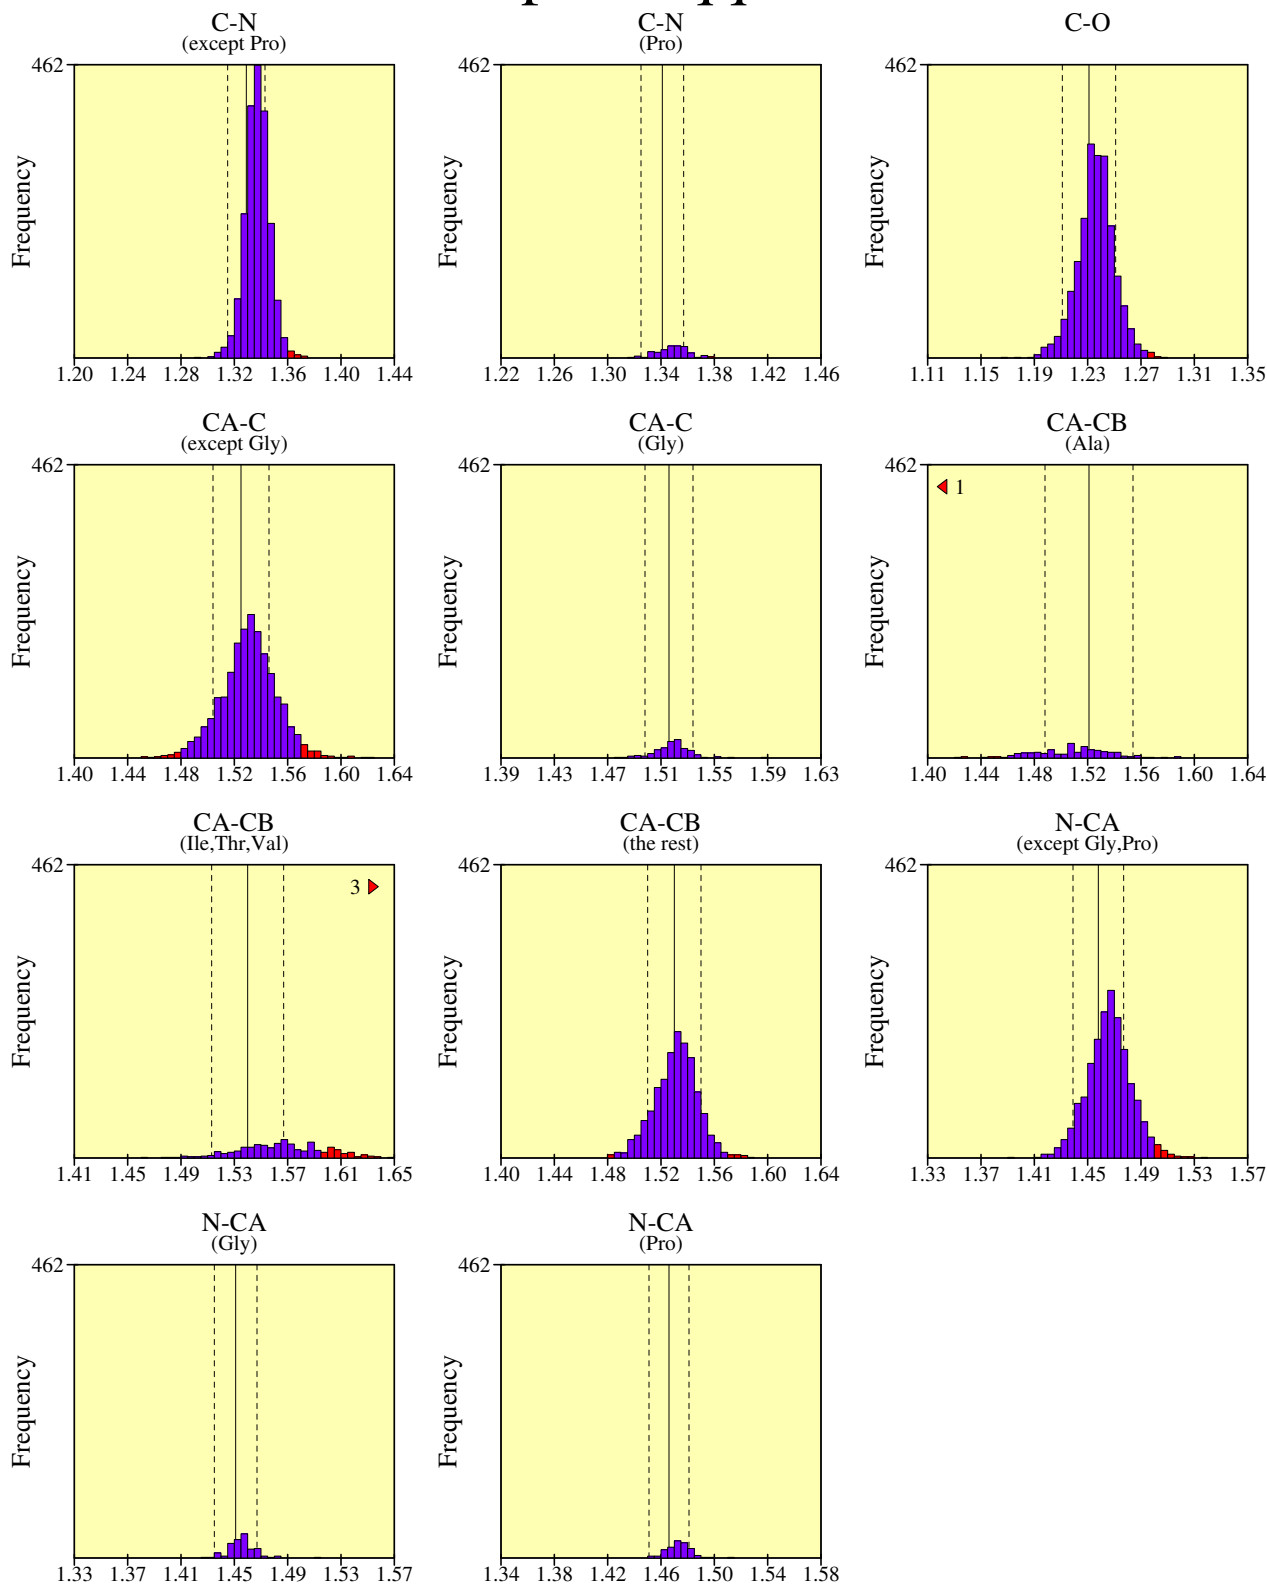 C-N
(except Pro)
462
Frequency
1.20 1.24 1.28 1.32 1.36 1.40 1.44
C-N
(Pro)
462
Frequency
1.22 1.26 1.30 1.34 1.38 1.42 1.46
C-O
462
Frequency
1.11 1.15 1.19 1.23 1.27 1.31 1.35
CA-C
(except Gly)
462
Frequency
1.40 1.44 1.48 1.52 1.56 1.60 1.64
CA-C
(Gly)
462
Frequency
1.39 1.43 1.47 1.51 1.55 1.59 1.63
CA-CB
(Ala)
462
1
Frequency
1.40 1.44 1.48 1.52 1.56 1.60 1.64
CA-CB
(Ile,Thr,Val)
462
3
Frequency
1.41 1.45 1.49 1.53 1.57 1.61 1.65
CA-CB
(the rest)
462
Frequency
1.40 1.44 1.48 1.52 1.56 1.60 1.64
N-CA
(except Gly,Pro)
462
Frequency
1.33 1.37 1.41 1.45 1.49 1.53 1.57
N-CA
(Gly)
462
Frequency
1.33 1.37 1.41 1.45 1.49 1.53 1.57
N-CA
(Pro)
462
Frequency
1.34 1.38 1.42 1.46 1.50 1.54 1.58